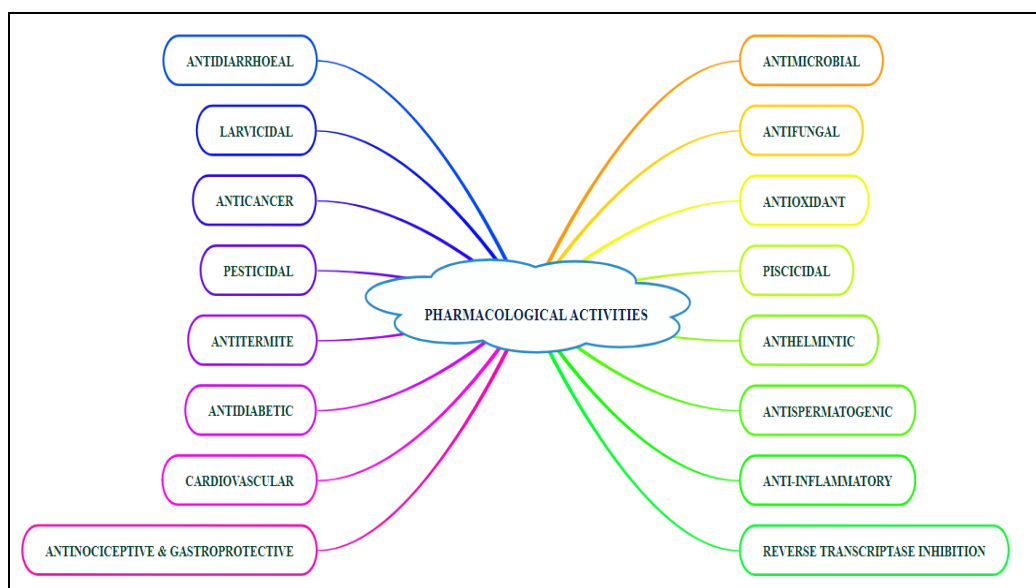 ANTIDIARRHOEAL
LARVICIDAL
ANTICANCER
PESTICIDAL
ANTITERMITE
ANTIDIABETIC
CARDIOVASCULAR
ANTINOCICEPTIVE & GASTROPROTECTIVE
PHARMACOLOGICAL ACTIVITIES
ANTIMICROBIAL
ANTIFUNGAL
ANTIOXIDANT
PISCICIDAL
ANTHELMINTIC
ANTISPERMATOGENIC
ANTI-INFLAMMATORY
REVERSE TRANSCRIPTASE INHIBITION